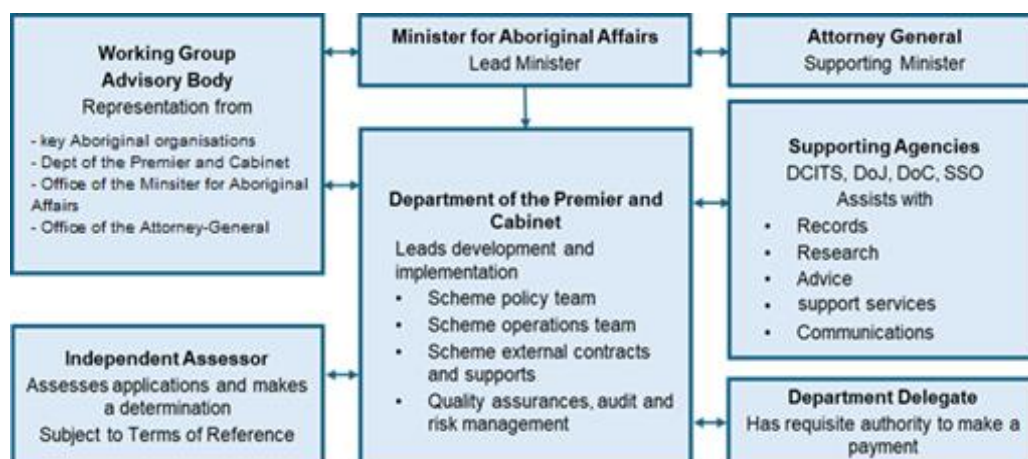 Working Group
Advisory Body
Representation from
- key Aboriginal organisations
- Dept of the Premier and Cabinet
- Office of the Minsiter for Aboriginal
Affairs
- Office of the Attorney-General
Minister for Aboriginal Affairs
Lead Minister
Attorney General
Supporting Minister
Department of the Premier and
Cabinet
Leads development and
implementation
• Scheme policy team
• Scheme operations team
• Scheme external contracts
and supports
• Quality assurances, audit and
risk management
Supporting Agencies
DCITS, DoJ, DoC, SSO
Assists with
• Records
• Research
• Advice
• support services
• Communications
Independent Assessor
Assesses applications and makes
a determination
Subject to Terms of Reference
Department Delegate
Has requisite authority to make a
payment